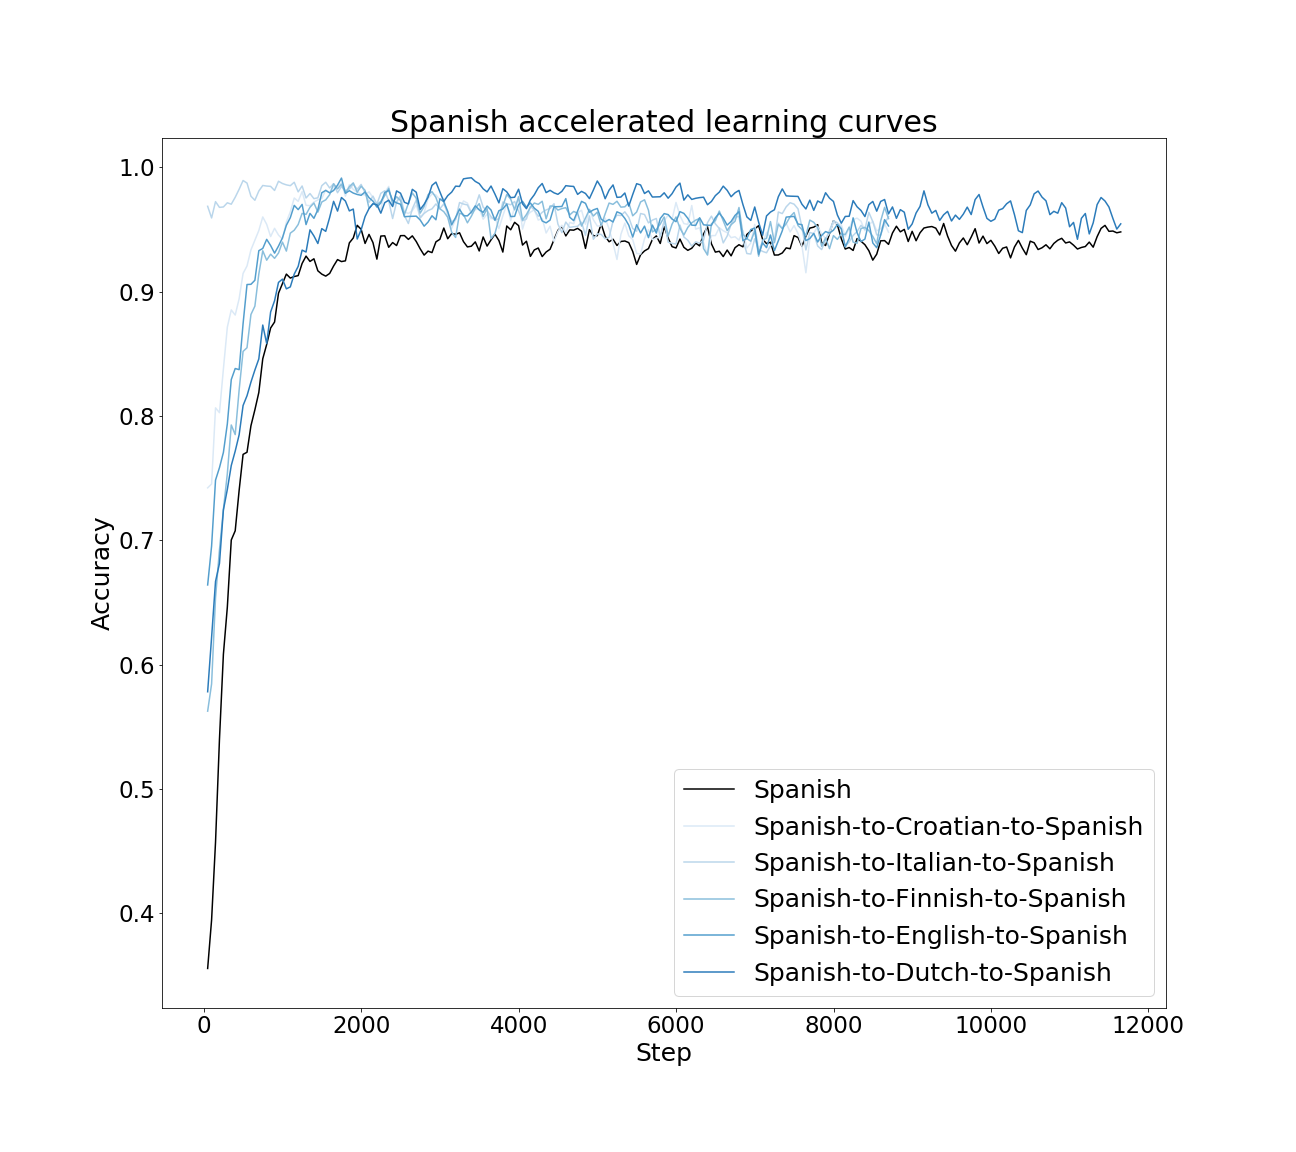 Spanish accelerated learning curves
1.0
0.9
0.8
0.7
0.6
0.5
0.4
Accuracy
Spanish
Spanish-to-Croatian-to-Spanish
Spanish-to-Italian-to-Spanish
Spanish-to-Finnish-to-Spanish
Spanish-to-English-to-Spanish
Spanish-to-Dutch-to-Spanish
0 2000 4000 6000 8000 10000 12000
Step